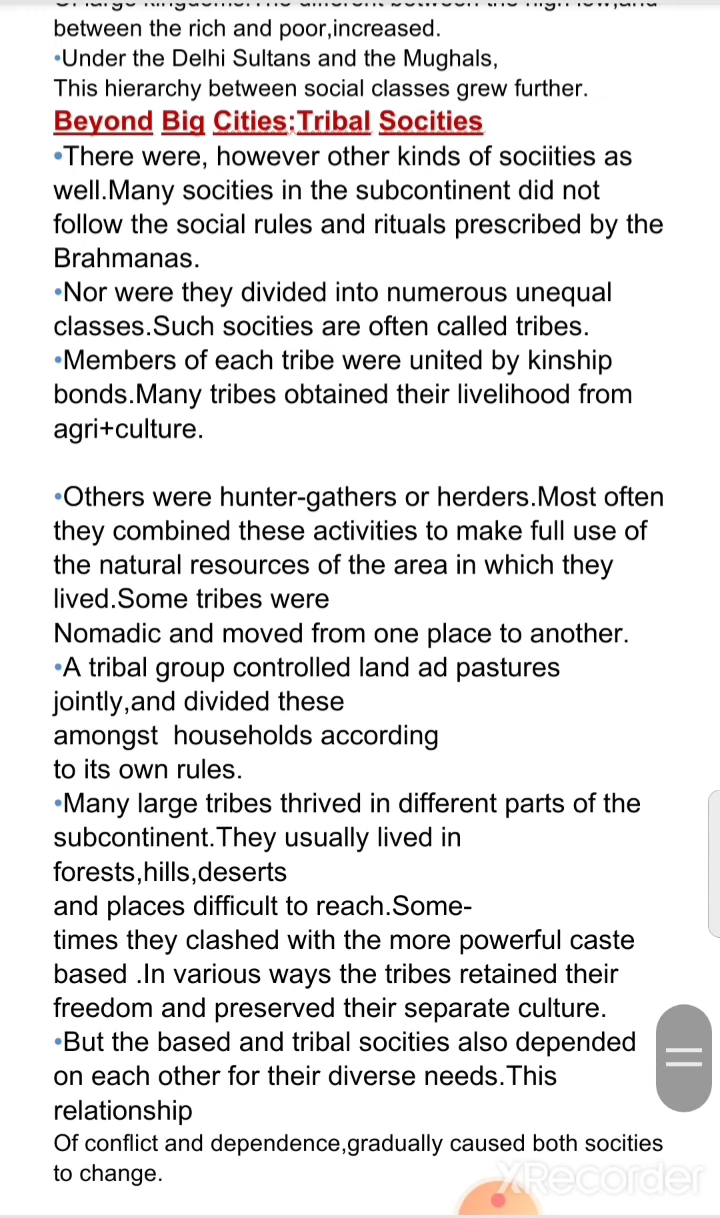 between the rich and poor,increased.
•Under the Delhi Sultans and the Mughals,
This hierarchy between social classes grew further.
Beyond Big Cities:Tribal Socities
•There were, however other kinds of sociities as
well.Many socities in the subcontinent did not
follow the social rules and rituals prescribed by the
Brahmanas.
•Nor were they divided into numerous unequal
classes.Such socities are often called tribes.
•Members of each tribe were united by kinship
bonds.Many tribes obtained their livelihood from
agri+culture.
•Others were hunter-gathers or herders.Most often
they combined these activities to make full use of
the natural resources of the area in which they
lived.Some tribes were
Nomadic and moved from one place to another.
•A tribal group controlled land ad pastures
jointly,and divided these
amongst  households according
to its own rules.
•Many large tribes thrived in different parts of the
subcontinent.They usually lived in
forests,hills,deserts
and places difficult to reach.Some-
times they clashed with the more powerful caste
based .In various ways the tribes retained their
freedom and preserved their separate culture.
•But the based and tribal socities also depended
on each other for their diverse needs.This
relationship
Of conflict and dependence,gradually caused both socities
to change.
XRecorder